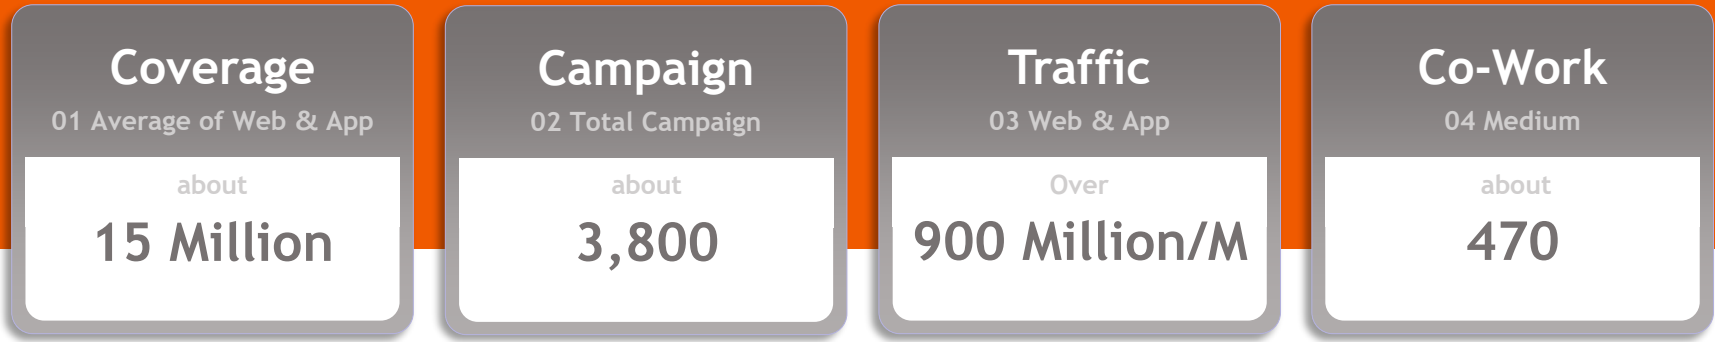 Coverage
01 Average of Web & App
about
15 Million
Campaign
02 Total Campaign
about
3,800
Traffic
03 Web & App
Over
900 Million/M
Co-Work
04 Medium
about
470